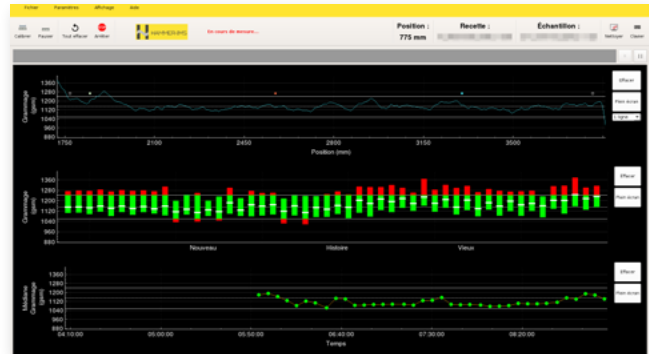 Fichier Paramètres Affichage Aide
Calibrer Pauser Tout effacer Arrêter
HAMMERIMS
En cours de mesure...
Position : Recette : Échantillon :
775 mm
Nettoyer
Effacer
Plein écran
Grammage (gsm)
1360
1280
1200
1120
1040
960
880
1750 2100 2450 2800 3150 3500
Position (mm)
Effacer
Plein écran
Grammage (gsm)
1360
1280
1200
1120
1040
960
880
Nouveau Histoire Vieux
Effacer
Plein écran
Médiane Grammage (gsm)
1360
1280
1200
1120
1040
960
880
04:10:00 05:00:00 05:50:00 06:40:00 07:30:00 08:20:00
Temps